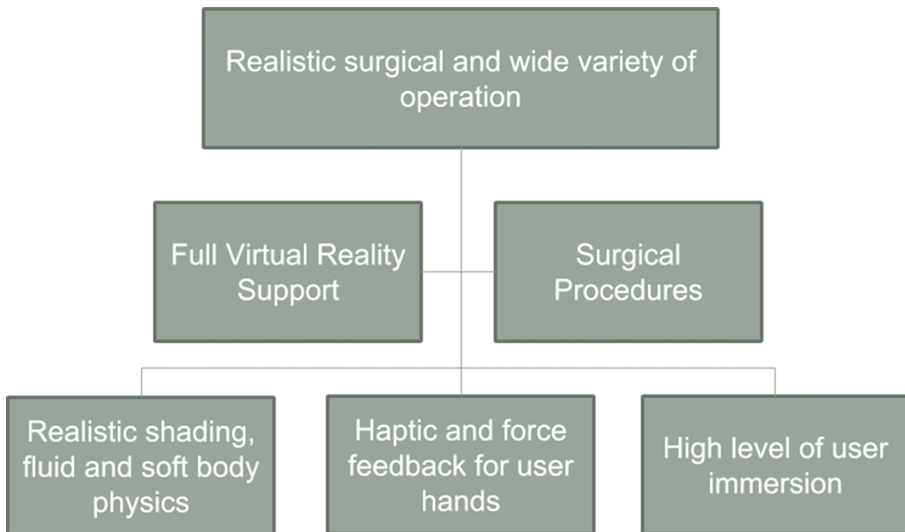 Realistic surgical and wide variety of
operation
Full Virtual Reality
Support
Surgical
Procedures
Realistic shading,
fluid and soft body
physics
Haptic and force
feedback for user
hands
High level of user
immersion